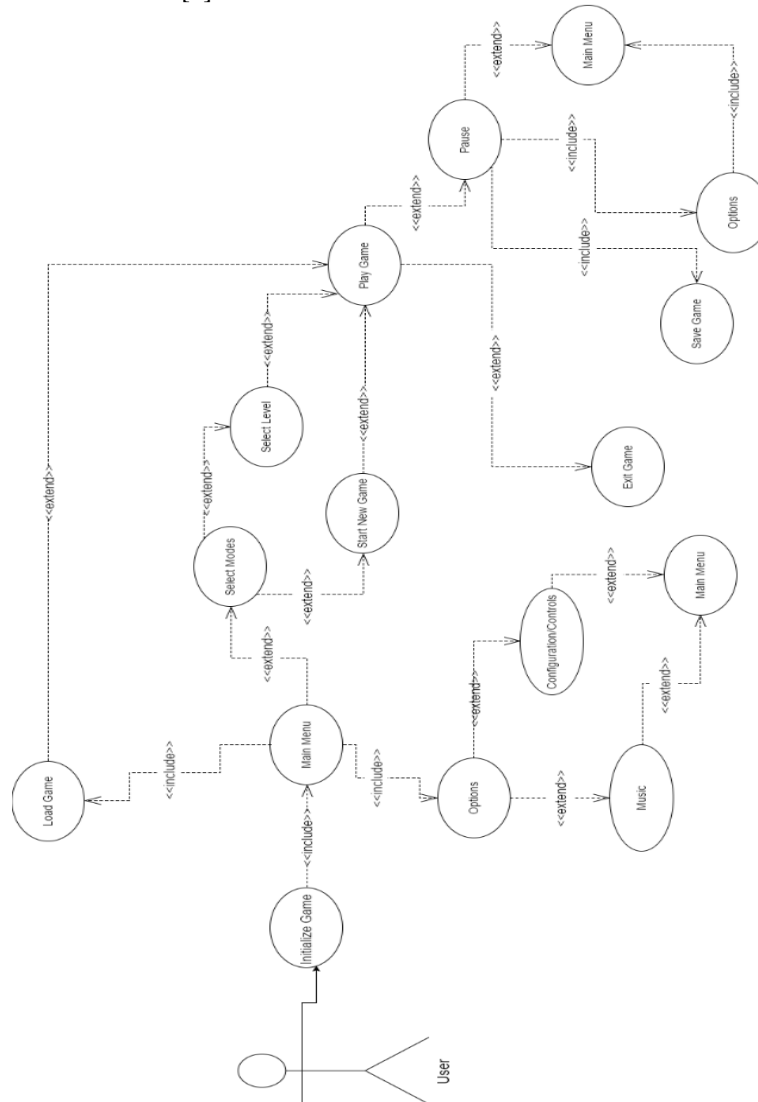 [ ]
Main Menu
<<extend>>
<<include>>
Pause
<<include>>
<<extend>>
Options
<<include>>
Play Game
<<extend>>
Save Game
<<extend>>
<<extend>>
Select Level
<<extend>>
<<extend>>
<<extend>>
Start New Game
Exit Game
Select Modes
<<extend>>
<<extend>>
Main Menu
<<extend>>
Configuration/Controls
<<extend>>
<<extend>>
Main Menu
<<extend>>
Load Game
<<include>>
<<include>>
Options
<<extend>>
Music
<<include>>
Initialize Game
User